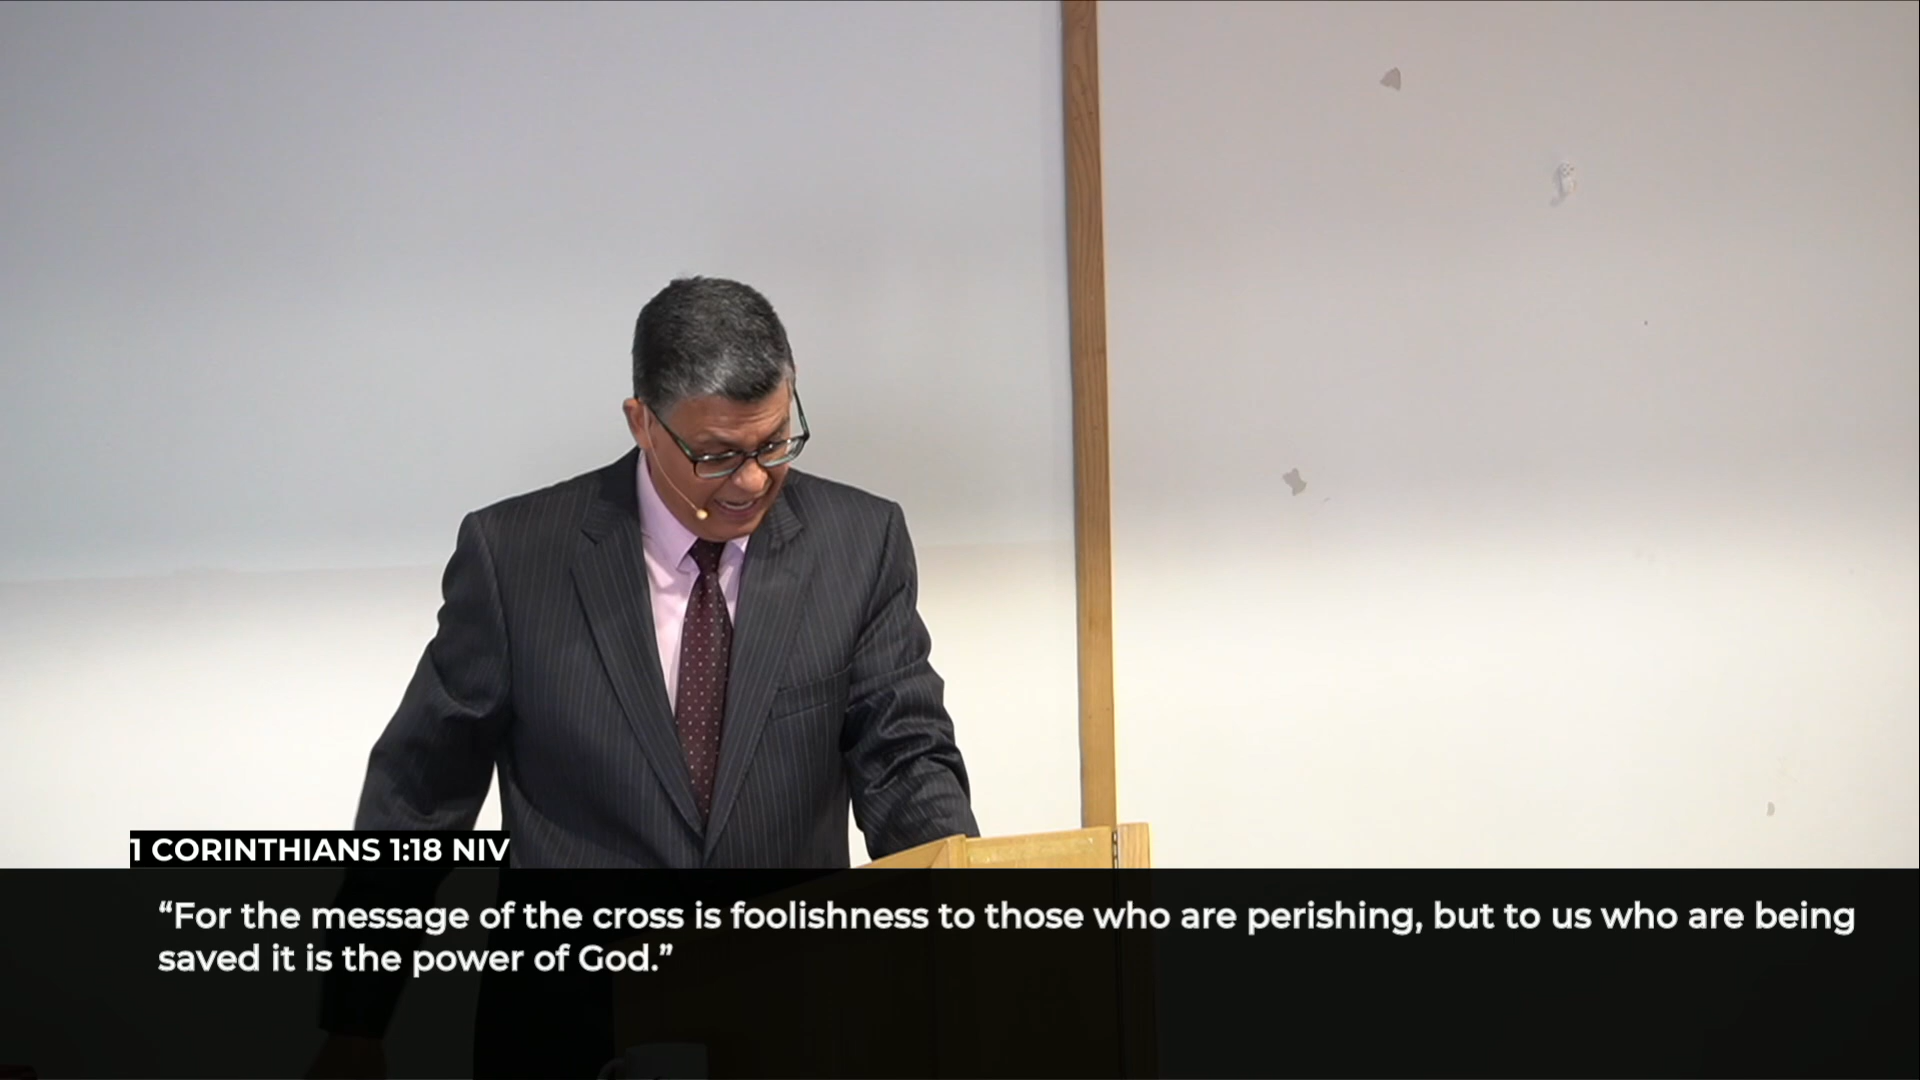 1 CORINTHIANS 1:18 NIV
“For the message of the cross is foolishness to those who are perishing, but to us who are being
saved it is the power of God.”